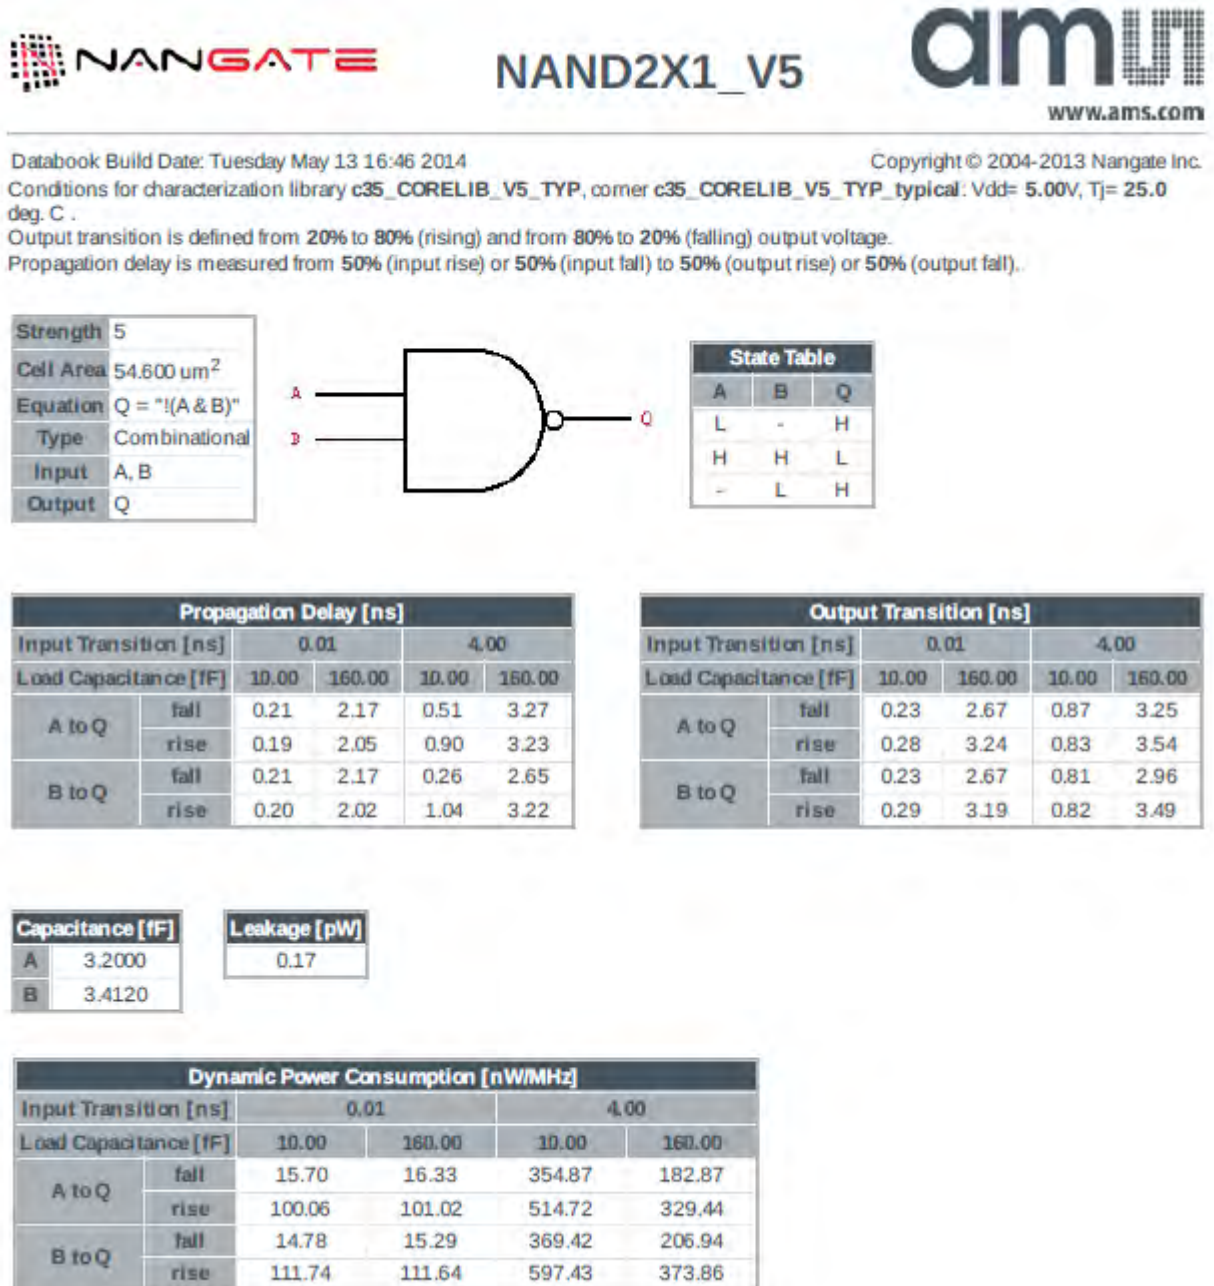 NANGATE
NAND2X1_V5
amu
www.ams.com
Databook Build Date: Tuesday May 13 16:46 2014
Copyright © 2004-2013 Nangate Inc.
Conditions for characterization library c35_CORELIB_V5_TYP, corner c35_CORELIB_V5_TYP_typical: Vdd= 5.00V, Tj= 25.0
deg. C .
Output transition is defined from 20% to 80% (rising) and from 80% to 20% (falling) output voltage.
Propagation delay is measured from 50% (input rise) or 50% (input fall) to 50% (output rise) or 50% (output fall).
Strength 5
Cell Area 54.600 um²
Equation Q = "!(A & B)"
Type Combinational
Input A, B
Output Q
A
B
Q
State Table
A B Q
L - H
H H L
- L H
Propagation Delay [ns]
Input Transition [ns] 0.01 4.00
Load Capacitance [fF] 10.00 160.00 10.00 160.00
A to Q fall 0.21 2.17 0.51 3.27
rise 0.19 2.05 0.90 3.23
B to Q fall 0.21 2.17 0.26 2.65
rise 0.20 2.02 1.04 3.22
Output Transition [ns]
Input Transition [ns] 0.01 4.00
Load Capacitance [fF] 10.00 160.00 10.00 160.00
A to Q fall 0.23 2.67 0.87 3.25
rise 0.28 3.24 0.83 3.54
B to Q fall 0.23 2.67 0.81 2.96
rise 0.29 3.19 0.82 3.49
Capacitance [fF]
A 3.2000
B 3.4120
Leakage [pW]
0.17
Dynamic Power Consumption [nW/MHz]
Input Transition [ns] 0.01 4.00
Load Capacitance [fF] 10.00 160.00 10.00 160.00
A to Q fall 15.70 16.33 354.87 182.87
rise 100.06 101.02 514.72 329.44
B to Q fall 14.78 15.29 369.42 206.94
rise 111.74 111.64 597.43 373.86